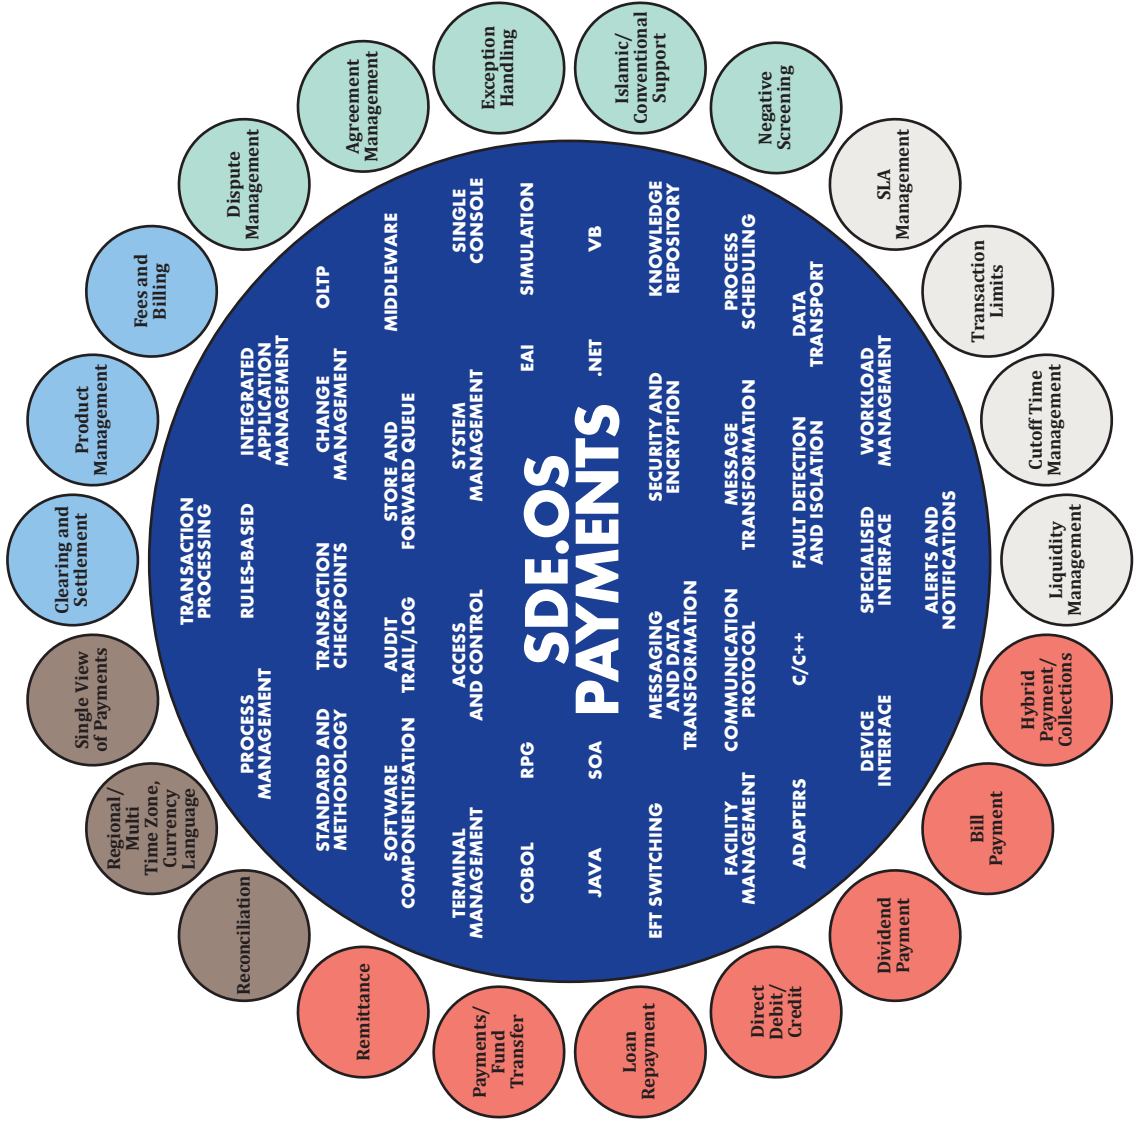 Clearing and
Settlement
Product
Management
Fees and
Billing
Dispute
Management
Agreement
Management
Exception
Handling
Islamic/
Conventional
Support
Negative
Screening
SLA
Management
Transaction
Limits
Cutoff Time
Management
Liquidity
Management
Hybrid
Payment/
Collections
Bill
Payment
Dividend
Payment
Direct
Debit/
Credit
Loan
Repayment
Payments/
Fund
Transfer
Remittance
Reconciliation
Regional/
Multi
Time Zone,
Currency
Language
Single View
of Payments
TRANSACTION
PROCESSING
PROCESS
MANAGEMENT
RULES-BASED
INTEGRATED
APPLICATION
MANAGEMENT
STANDARD AND
METHODOLOGY
TRANSACTION
CHECKPOINTS
CHANGE
MANAGEMENT
OLTP
SOFTWARE
COMPONENTISATION
AUDIT
TRAIL/LOG
STORE AND
FORWARD QUEUE
MIDDLEWARE
TERMINAL
MANAGEMENT
ACCESS
AND CONTROL
SYSTEM
MANAGEMENT
SINGLE
CONSOLE
COBOL
RPG
EAI
SIMULATION
SDE.OS
PAYMENTS
JAVA
SOA
.NET
VB
EFT SWITCHING
MESSAGING
AND DATA
TRANSFORMATION
SECURITY AND
ENCRYPTION
KNOWLEDGE
REPOSITORY
FACILITY
MANAGEMENT
COMMUNICATION
PROTOCOL
MESSAGE
TRANSFORMATION
PROCESS
SCHEDULING
ADAPTERS
C/C++
FAULT DETECTION
AND ISOLATION
DATA
TRANSPORT
DEVICE
INTERFACE
SPECIALISED
INTERFACE
WORKLOAD
MANAGEMENT
ALERTS AND
NOTIFICATIONS